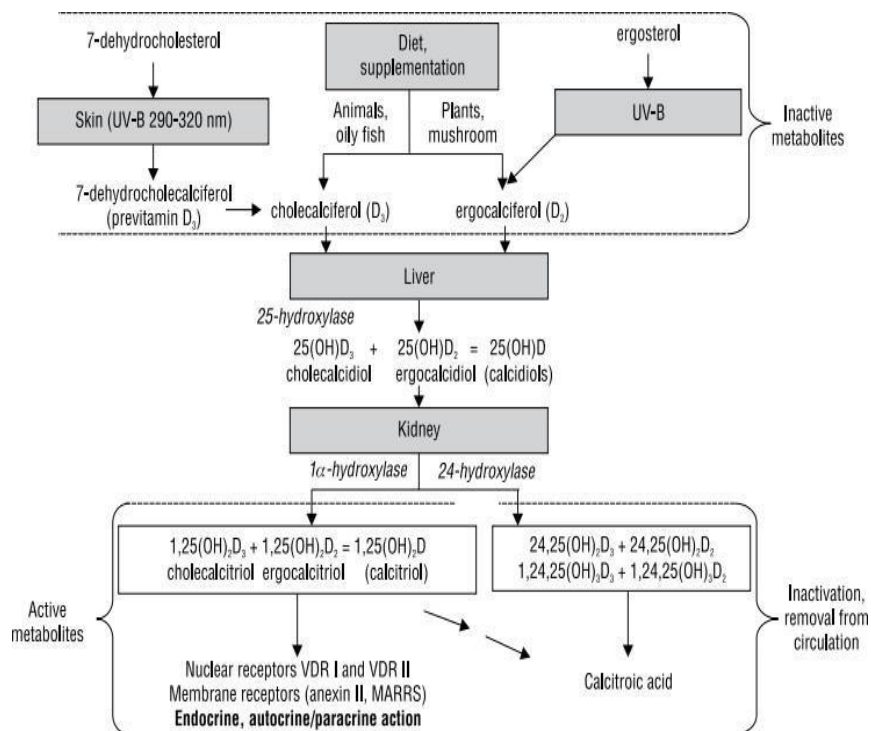 7-dehydrocholesterol
Diet,
supplementation
ergosterol
Skin (UV-B 290-320 nm)
Animals,
oily fish
Plants,
mushroom
UV-B
Inactive
metabolites
7-dehydrocholecalciferol
(previtamin D₃)
cholecalciferol (D₃)
ergocalciferol (D₂)
Liver
25-hydroxylase
25(OH)D₃ + 25(OH)D₂ = 25(OH)D
cholecalcidiol ergocalcidiol (calcidiols)
Kidney
1α-hydroxylase
24-hydroxylase
1,25(OH)₂D₃ + 1,25(OH)₂D₂ = 1,25(OH)₂D
cholecalcitriol ergocalcitriol (calcitriol)
24,25(OH)₂D₃ + 24,25(OH)₂D₂
1,24,25(OH)₃D₃ + 1,24,25(OH)₃D₂
Active
metabolites
Inactivation,
removal from
circulation
Nuclear receptors VDR I and VDR II
Membrane receptors (anexin II, MARRS)
Endocrine, autocrine/paracrine action
Calcitroic acid